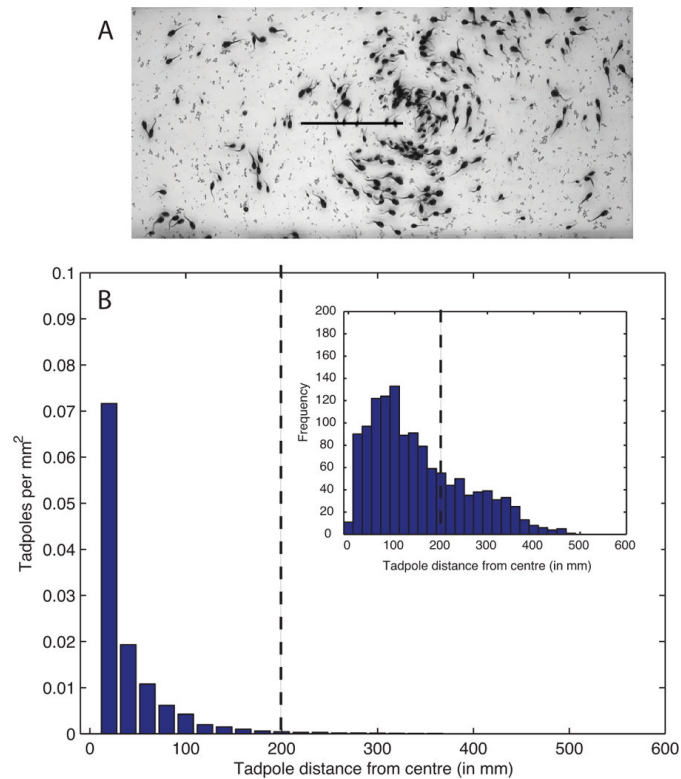 A
B
0.1
0.09
0.08
0.07
0.06
0.05
0.04
0.03
0.02
0.01
0
Tadpoles per mm²
0 100 200 300 400 500 600
Tadpole distance from centre (in mm)
200
180
160
140
120
100
80
60
40
20
0
Frequency
0 100 200 300 400 500 600
Tadpole distance from centre (in mm)